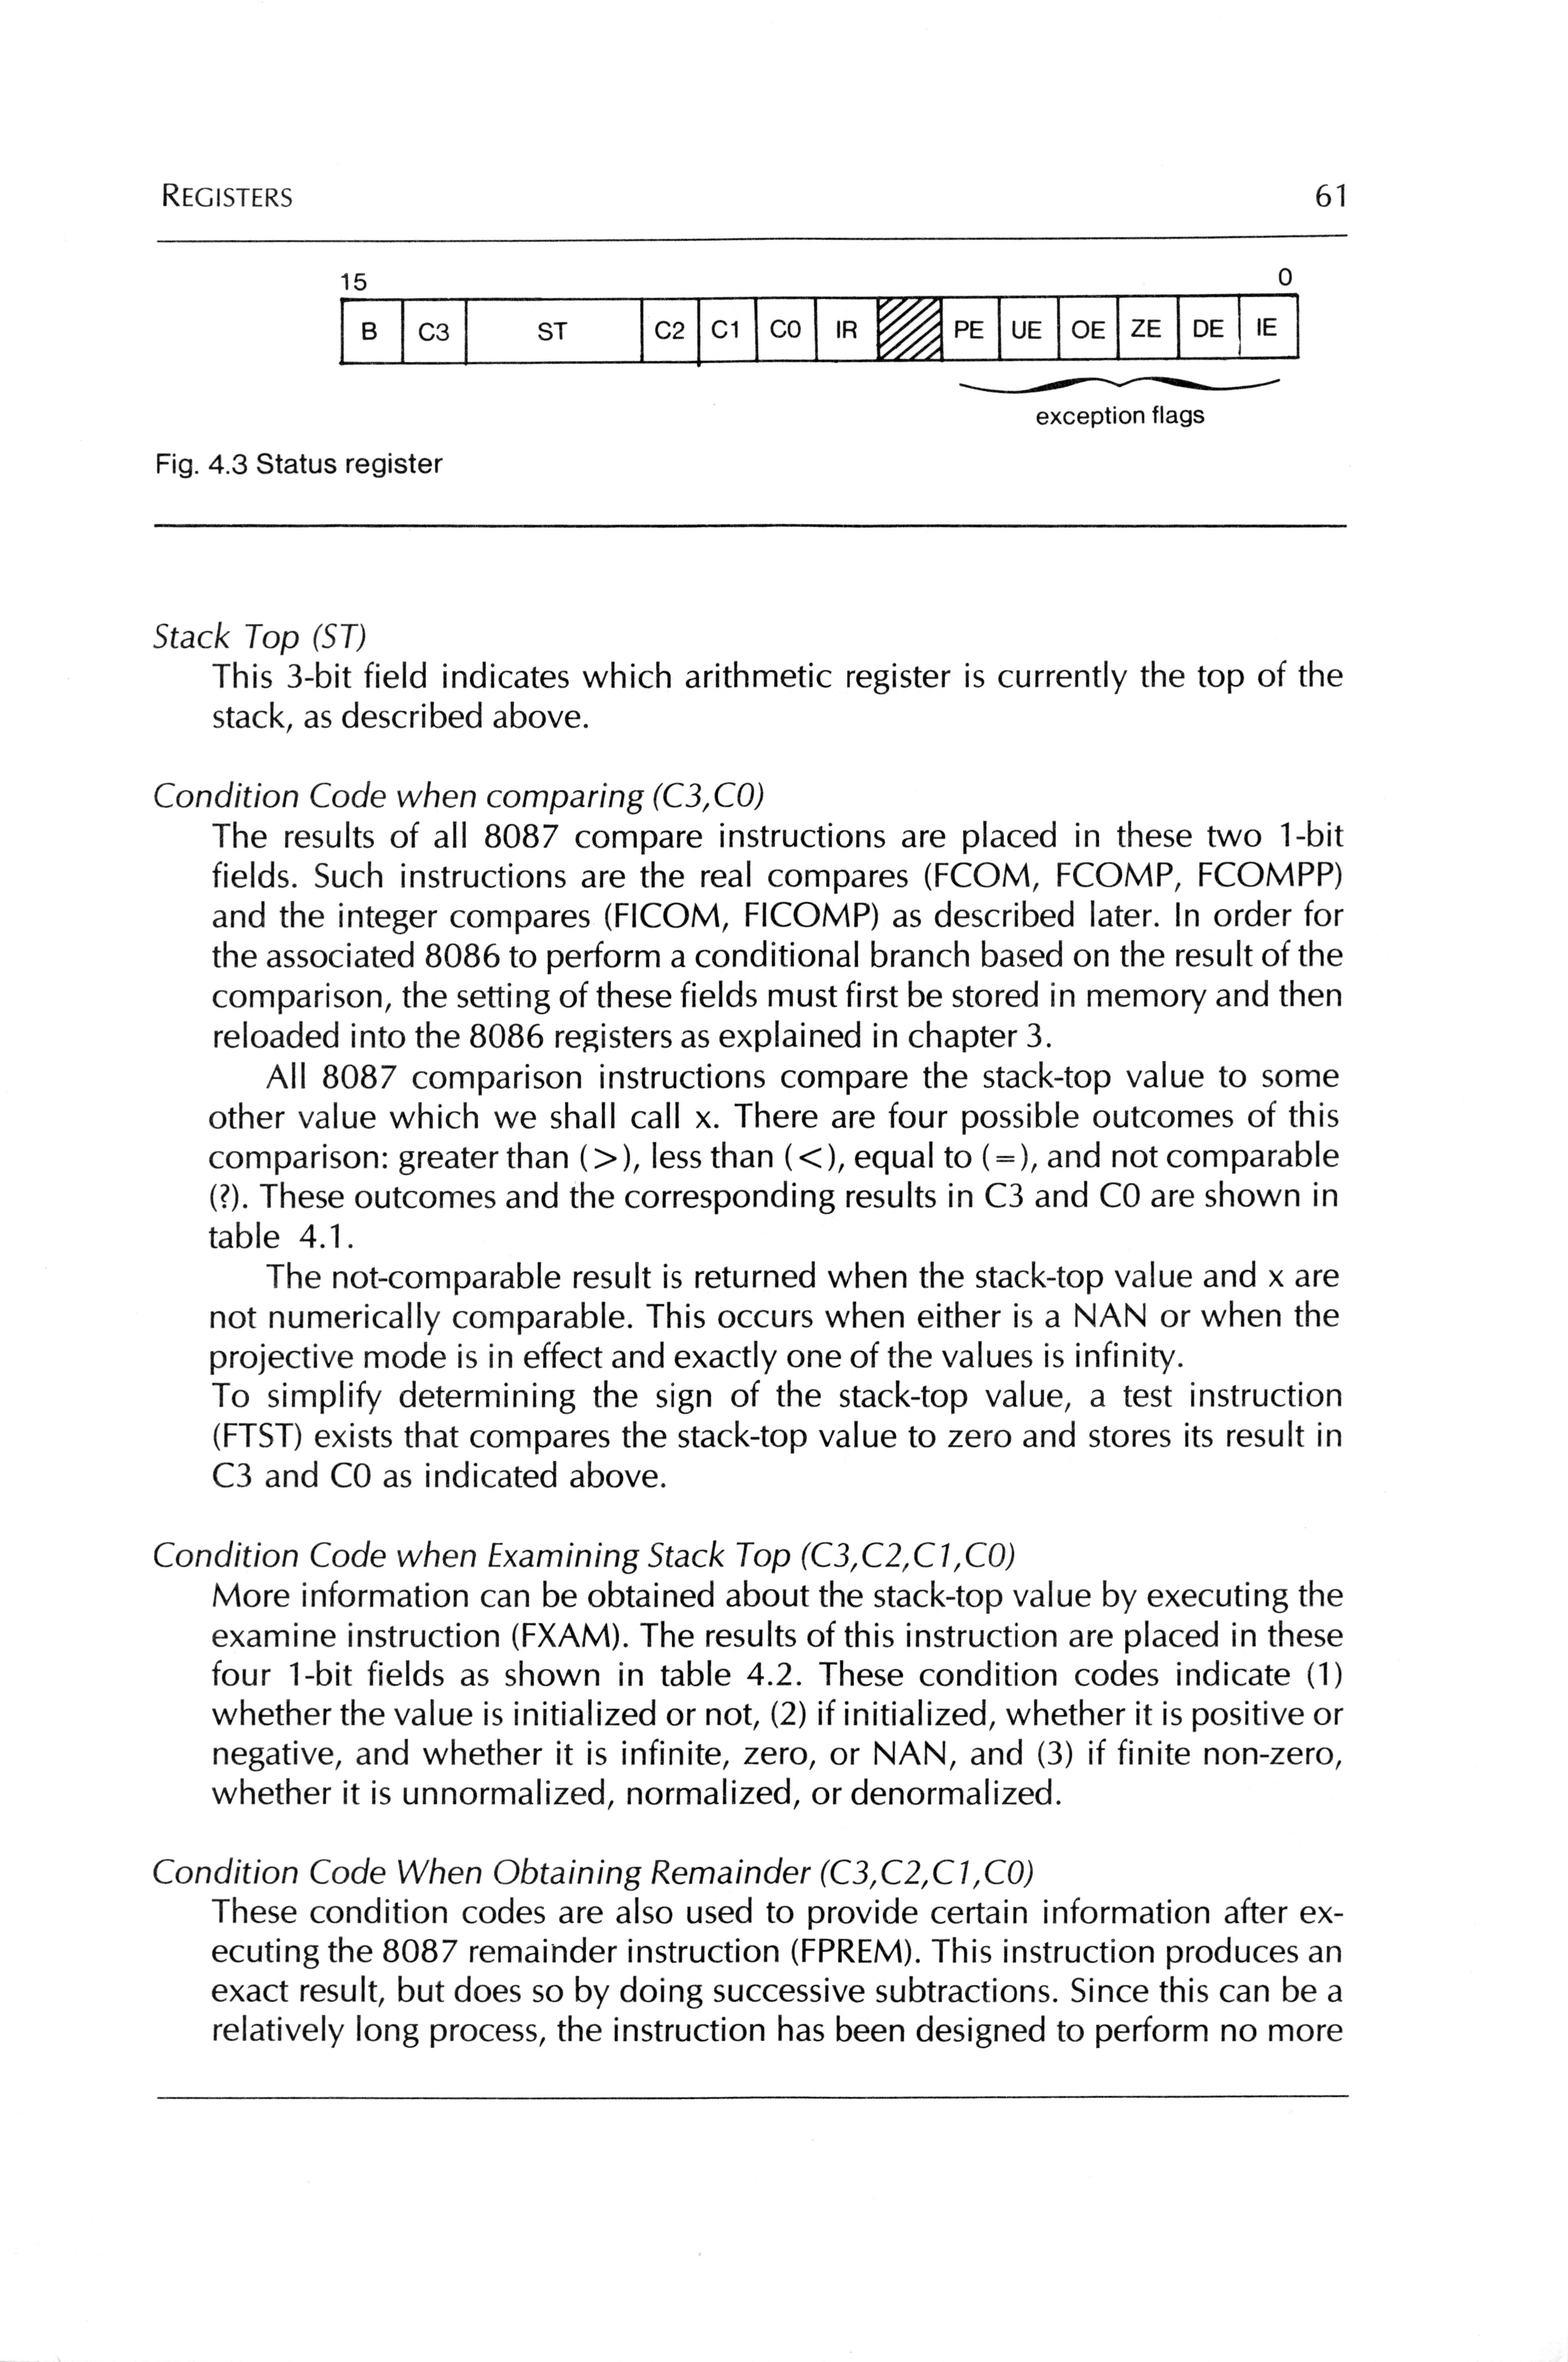 REGISTERS 61
15 0
B C3 ST C2 C1 C0 IR PE UE OE ZE DE IE
exception flags
Fig. 4.3 Status register
Stack Top (ST)
This 3-bit field indicates which arithmetic register is currently the top of the
stack, as described above.
Condition Code when comparing (C3,C0)
The results of all 8087 compare instructions are placed in these two 1-bit
fields. Such instructions are the real compares (FCOM, FCOMP, FCOMPP)
and the integer compares (FICOM, FICOMP) as described later. In order for
the associated 8086 to perform a conditional branch based on the result of the
comparison, the setting of these fields must first be stored in memory and then
reloaded into the 8086 registers as explained in chapter 3.
All 8087 comparison instructions compare the stack-top value to some
other value which we shall call x. There are four possible outcomes of this
comparison: greater than (>), less than (<), equal to (=), and not comparable
(?). These outcomes and the corresponding results in C3 and C0 are shown in
table 4.1.
The not-comparable result is returned when the stack-top value and x are
not numerically comparable. This occurs when either is a NAN or when the
projective mode is in effect and exactly one of the values is infinity.
To simplify determining the sign of the stack-top value, a test instruction
(FTST) exists that compares the stack-top value to zero and stores its result in
C3 and C0 as indicated above.
Condition Code when Examining Stack Top (C3,C2,C1,C0)
More information can be obtained about the stack-top value by executing the
examine instruction (FXAM). The results of this instruction are placed in these
four 1-bit fields as shown in table 4.2. These condition codes indicate (1)
whether the value is initialized or not, (2) if initialized, whether it is positive or
negative, and whether it is infinite, zero, or NAN, and (3) if finite non-zero,
whether it is unnormalized, normalized, or denormalized.
Condition Code When Obtaining Remainder (C3,C2,C1,C0)
These condition codes are also used to provide certain information after ex-
ecuting the 8087 remainder instruction (FPREM). This instruction produces an
exact result, but does so by doing successive subtractions. Since this can be a
relatively long process, the instruction has been designed to perform no more